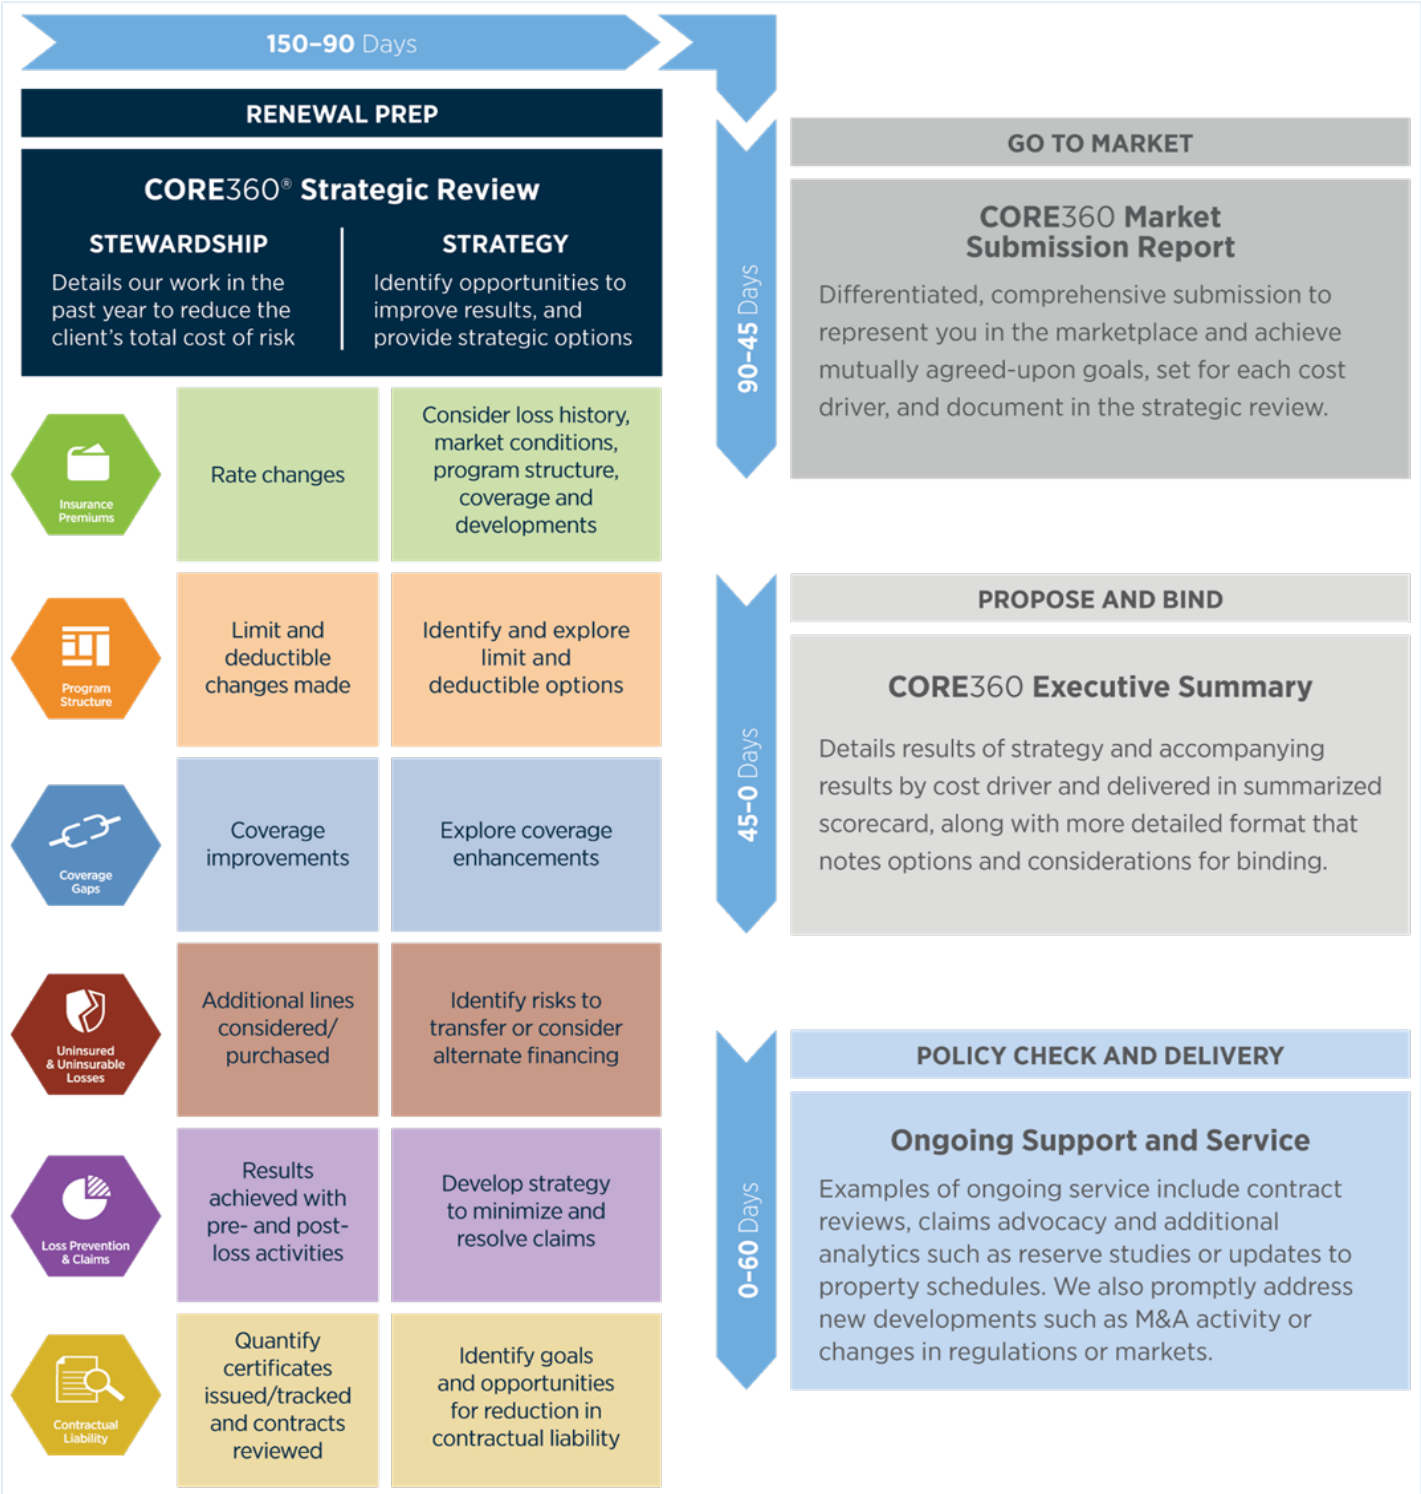 150–90 Days
RENEWAL PREP
CORE360® Strategic Review
STEWARDSHIP
Details our work in the
past year to reduce the
client’s total cost of risk
STRATEGY
Identify opportunities to
improve results, and
provide strategic options
Insurance
Premiums
Rate changes
Consider loss history,
market conditions,
program structure,
coverage and
developments
Program
Structure
Limit and
deductible
changes made
Identify and explore
limit and
deductible options
Coverage
Gaps
Coverage
improvements
Explore coverage
enhancements
Uninsured
& Uninsurable
Losses
Additional lines
considered/
purchased
Identify risks to
transfer or consider
alternate financing
Loss Prevention
& Claims
Results
achieved with
pre- and post-
loss activities
Develop strategy
to minimize and
resolve claims
Contractual
Liability
Quantify
certificates
issued/tracked
and contracts
reviewed
Identify goals
and opportunities
for reduction in
contractual liability
90–45 Days
GO TO MARKET
CORE360 Market
Submission Report
Differentiated, comprehensive submission to
represent you in the marketplace and achieve
mutually agreed-upon goals, set for each cost
driver, and document in the strategic review.
45–0 Days
PROPOSE AND BIND
CORE360 Executive Summary
Details results of strategy and accompanying
results by cost driver and delivered in summarized
scorecard, along with more detailed format that
notes options and considerations for binding.
0–60 Days
POLICY CHECK AND DELIVERY
Ongoing Support and Service
Examples of ongoing service include contract
reviews, claims advocacy and additional
analytics such as reserve studies or updates to
property schedules. We also promptly address
new developments such as M&A activity or
changes in regulations or markets.